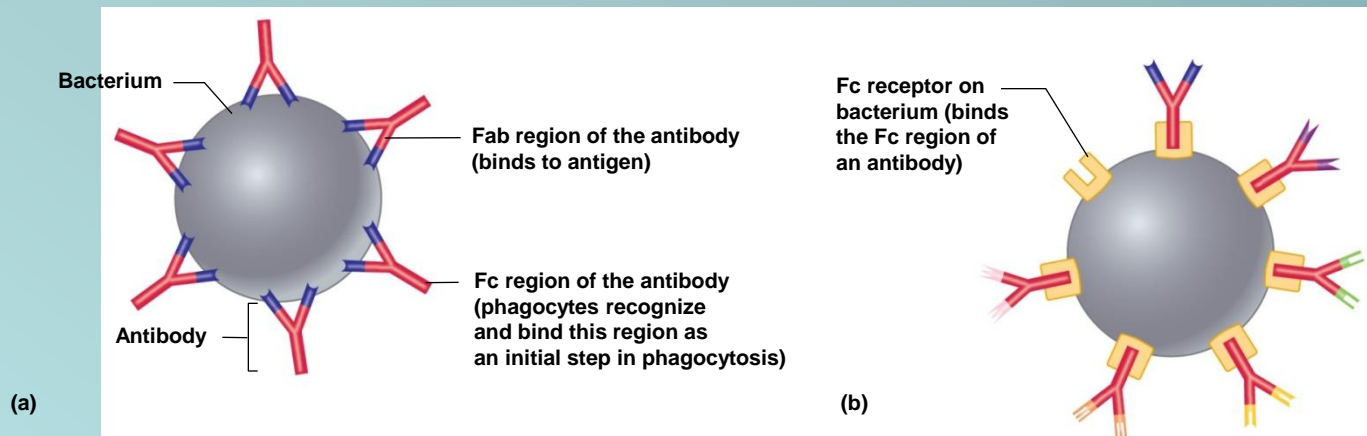 Bacterium
Fab region of the antibody
(binds to antigen)
Fc region of the antibody
(phagocytes recognize
and bind this region as
an initial step in phagocytosis)
Antibody
(a)
Fc receptor on
bacterium (binds
the Fc region of
an antibody)
(b)